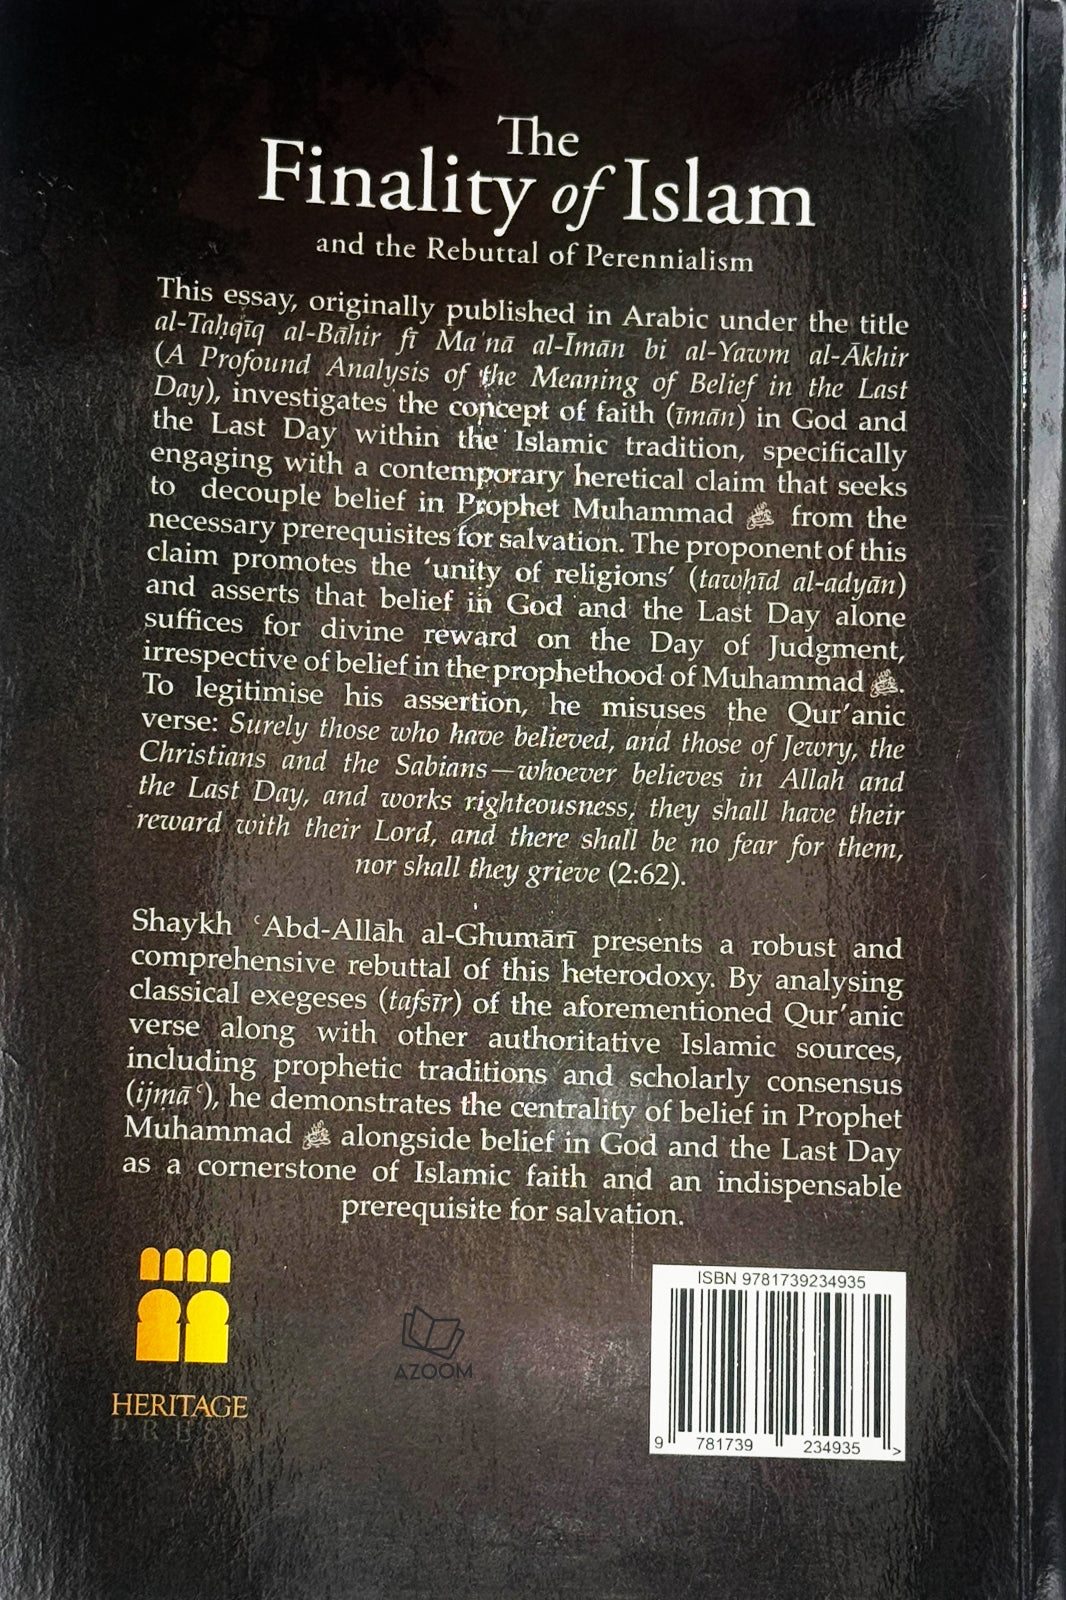 The
Finality of Islam
and the Rebuttal of Perennialism
This essay, originally published in Arabic under the title
al-Taḥqīq al-Bāhir fī Maʿnā al-Īmān bi al-Yawm al-Ākhir
(A Profound Analysis of the Meaning of Belief in the Last
Day), investigates the concept of faith (īmān) in God and
the Last Day within the Islamic tradition, specifically
engaging with a contemporary heretical claim that seeks
to decouple belief in Prophet Muhammad ﷺ from the
necessary prerequisites for salvation. The proponent of this
claim promotes the ‘unity of religions’ (tawḥīd al-adyān)
and asserts that belief in God and the Last Day alone
suffices for divine reward on the Day of Judgment,
irrespective of belief in the prophethood of Muhammad ﷺ.
To legitimise his assertion, he misuses the Qur’anic
verse: Surely those who have believed, and those of Jewry, the
Christians and the Sabians—whoever believes in Allah and
the Last Day, and works righteousness, they shall have their
reward with their Lord, and there shall be no fear for them,
nor shall they grieve (2:62).
Shaykh ʿAbd-Allāh al-Ghumārī presents a robust and
comprehensive rebuttal of this heterodoxy. By analysing
classical exegeses (tafsīr) of the aforementioned Qur’anic
verse along with other authoritative Islamic sources,
including prophetic traditions and scholarly consensus
(ijmāʿ), he demonstrates the centrality of belief in Prophet
Muhammad ﷺ alongside belief in God and the Last Day
as a cornerstone of Islamic faith and an indispensable
prerequisite for salvation.
HERITAGE
PRESS
AZOOM
ISBN 9781739234935
9 781739 234935 >